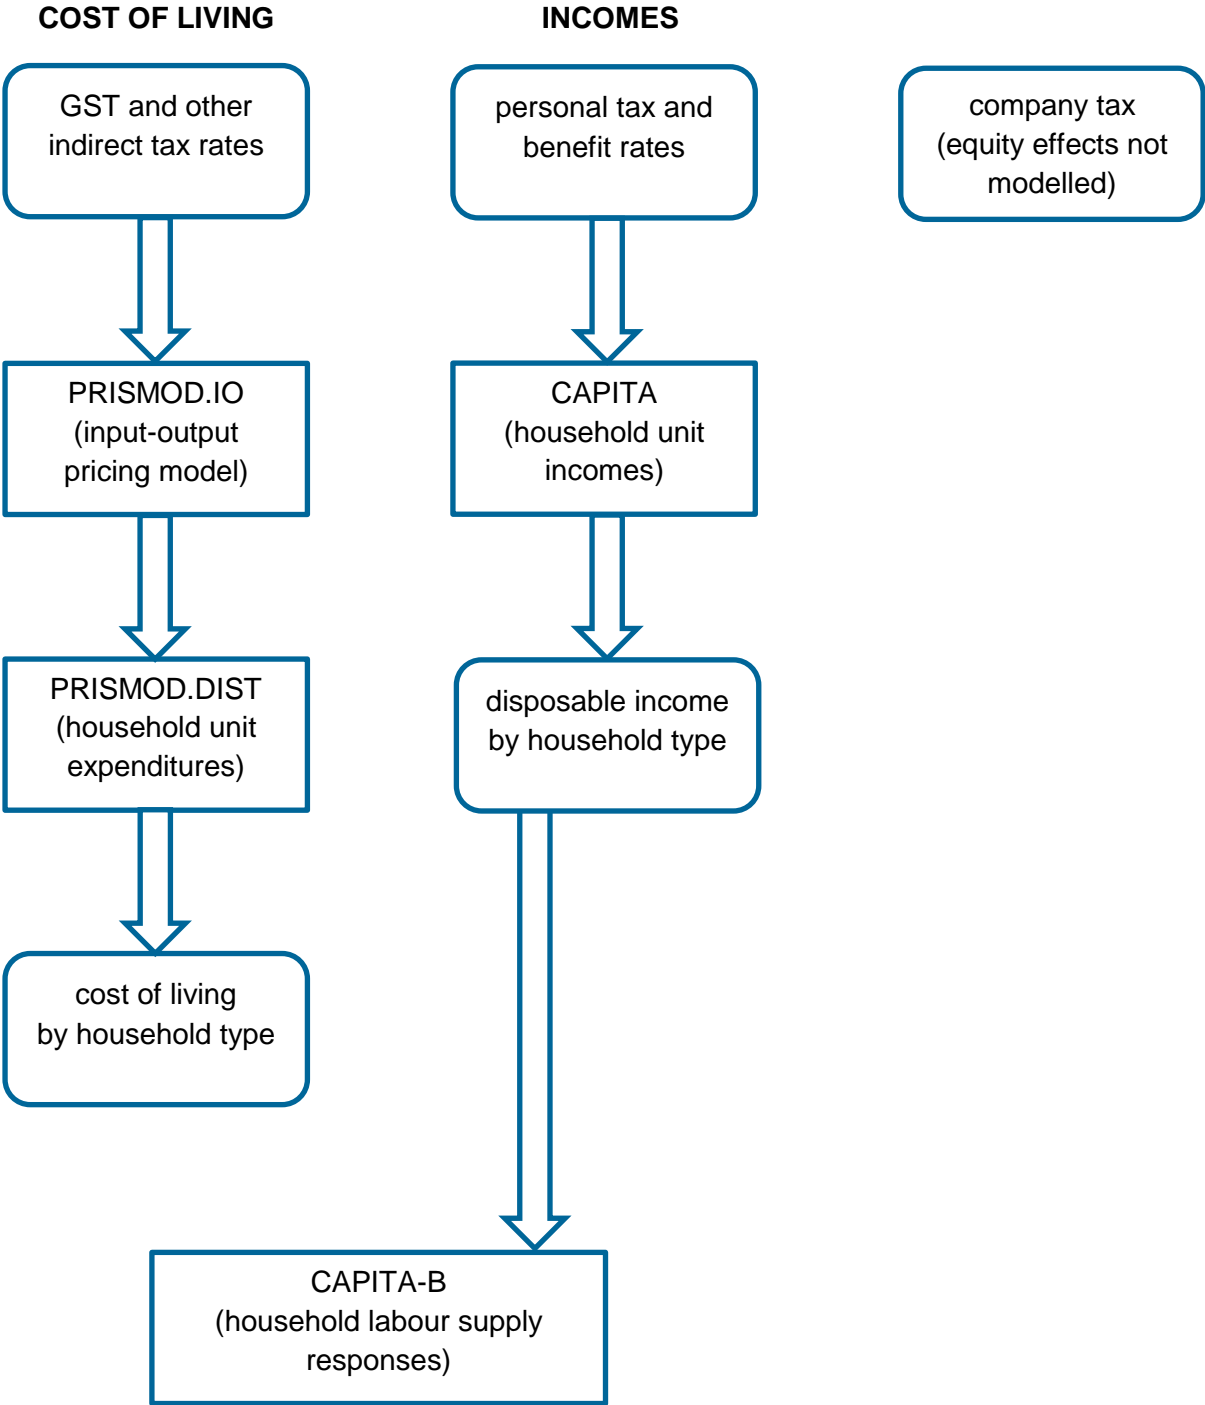 COST OF LIVING
INCOMES
GST and other
indirect tax rates
personal tax and
benefit rates
company tax
(equity effects not
modelled)
PRISMOD.IO
(input-output
pricing model)
CAPITA
(household unit
incomes)
PRISMOD.DIST
(household unit
expenditures)
disposable income
by household type
cost of living
by household type
CAPITA-B
(household labour supply
responses)